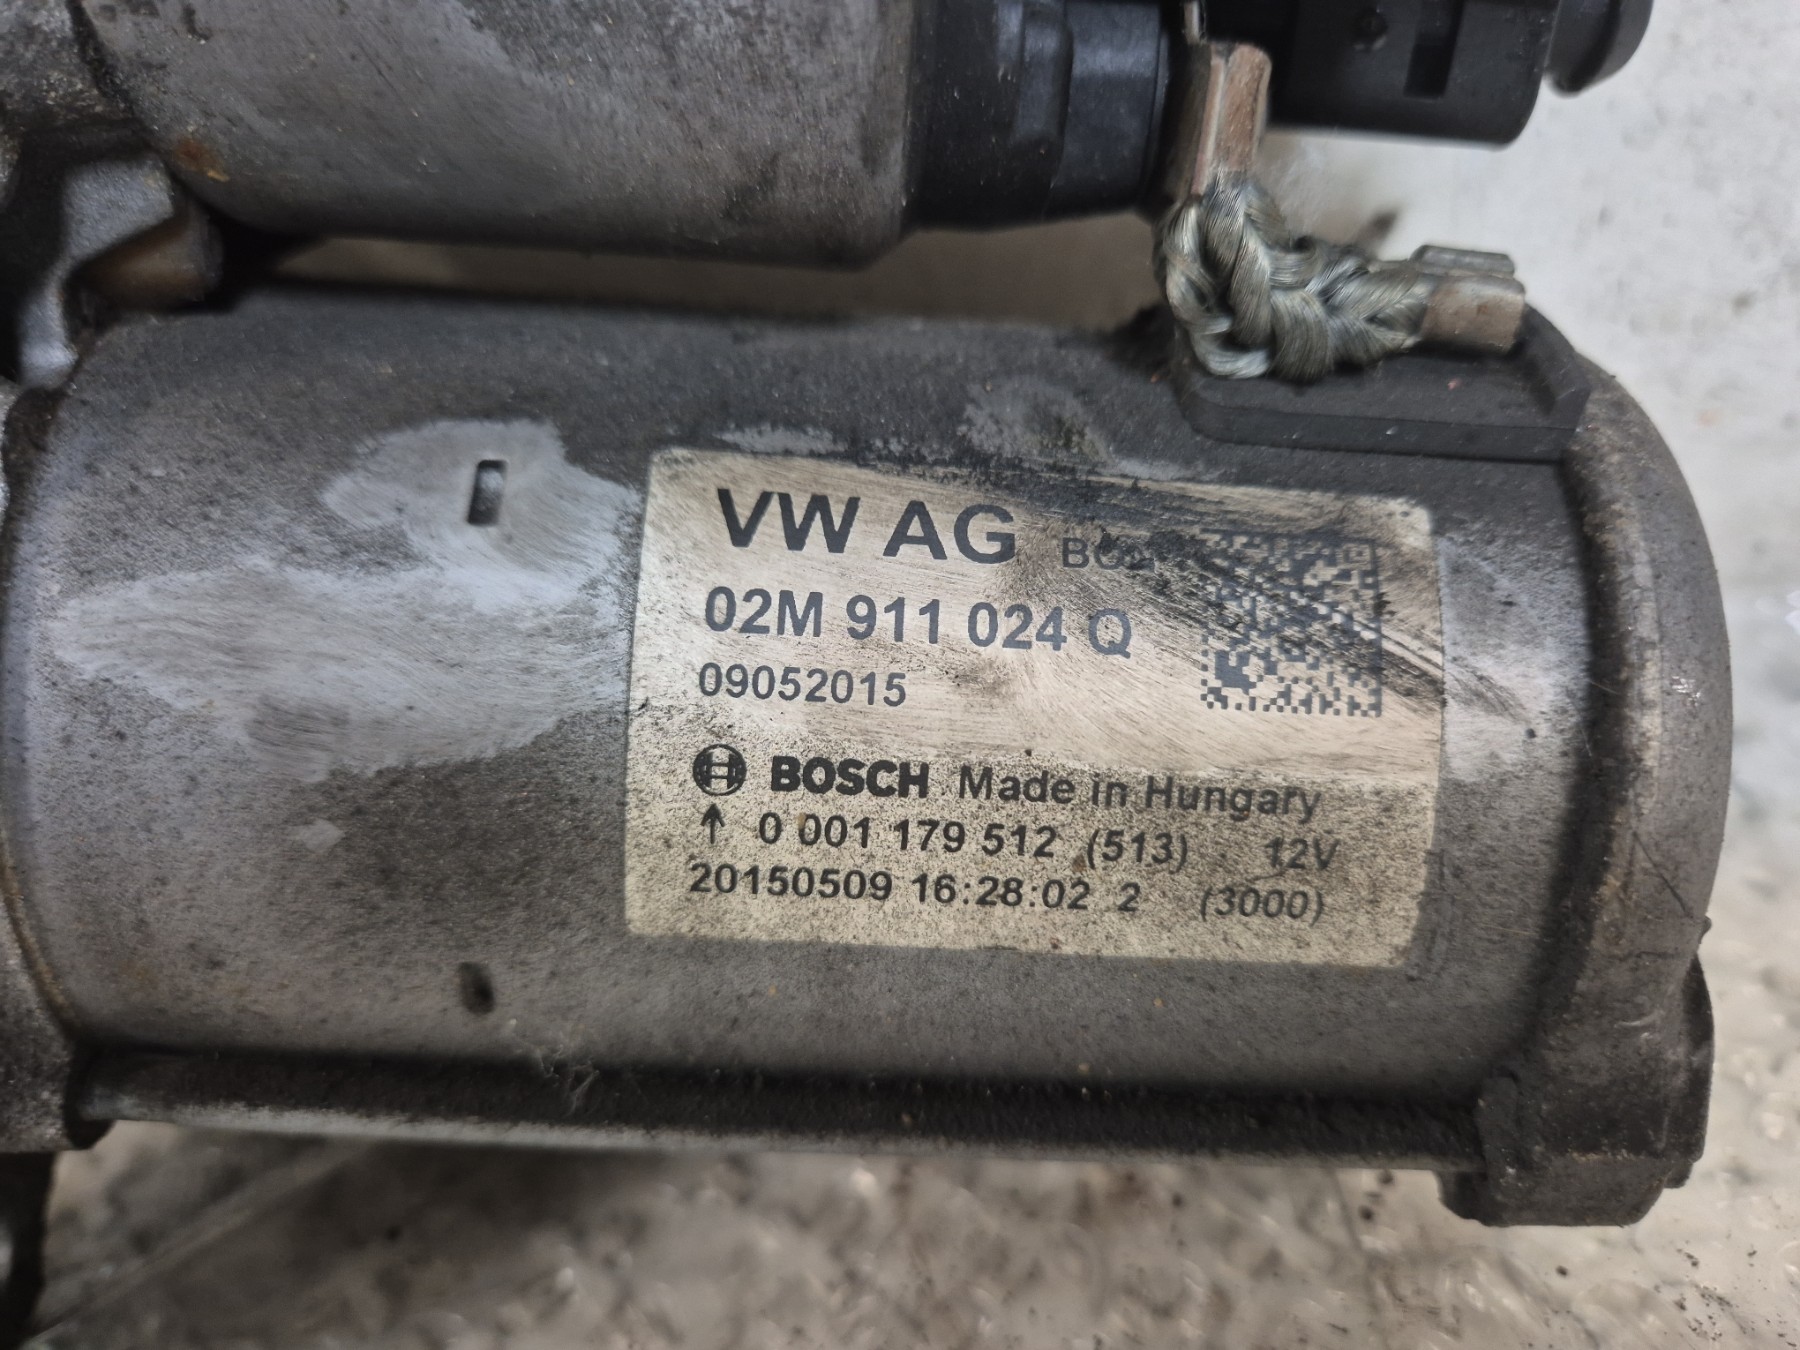 VW AG
02M 911 024 Q
09052015
BOSCH Made in Hungary
↑ 0 001 179 512 (513) 12V
20150509 16:28:02 2 (3000)